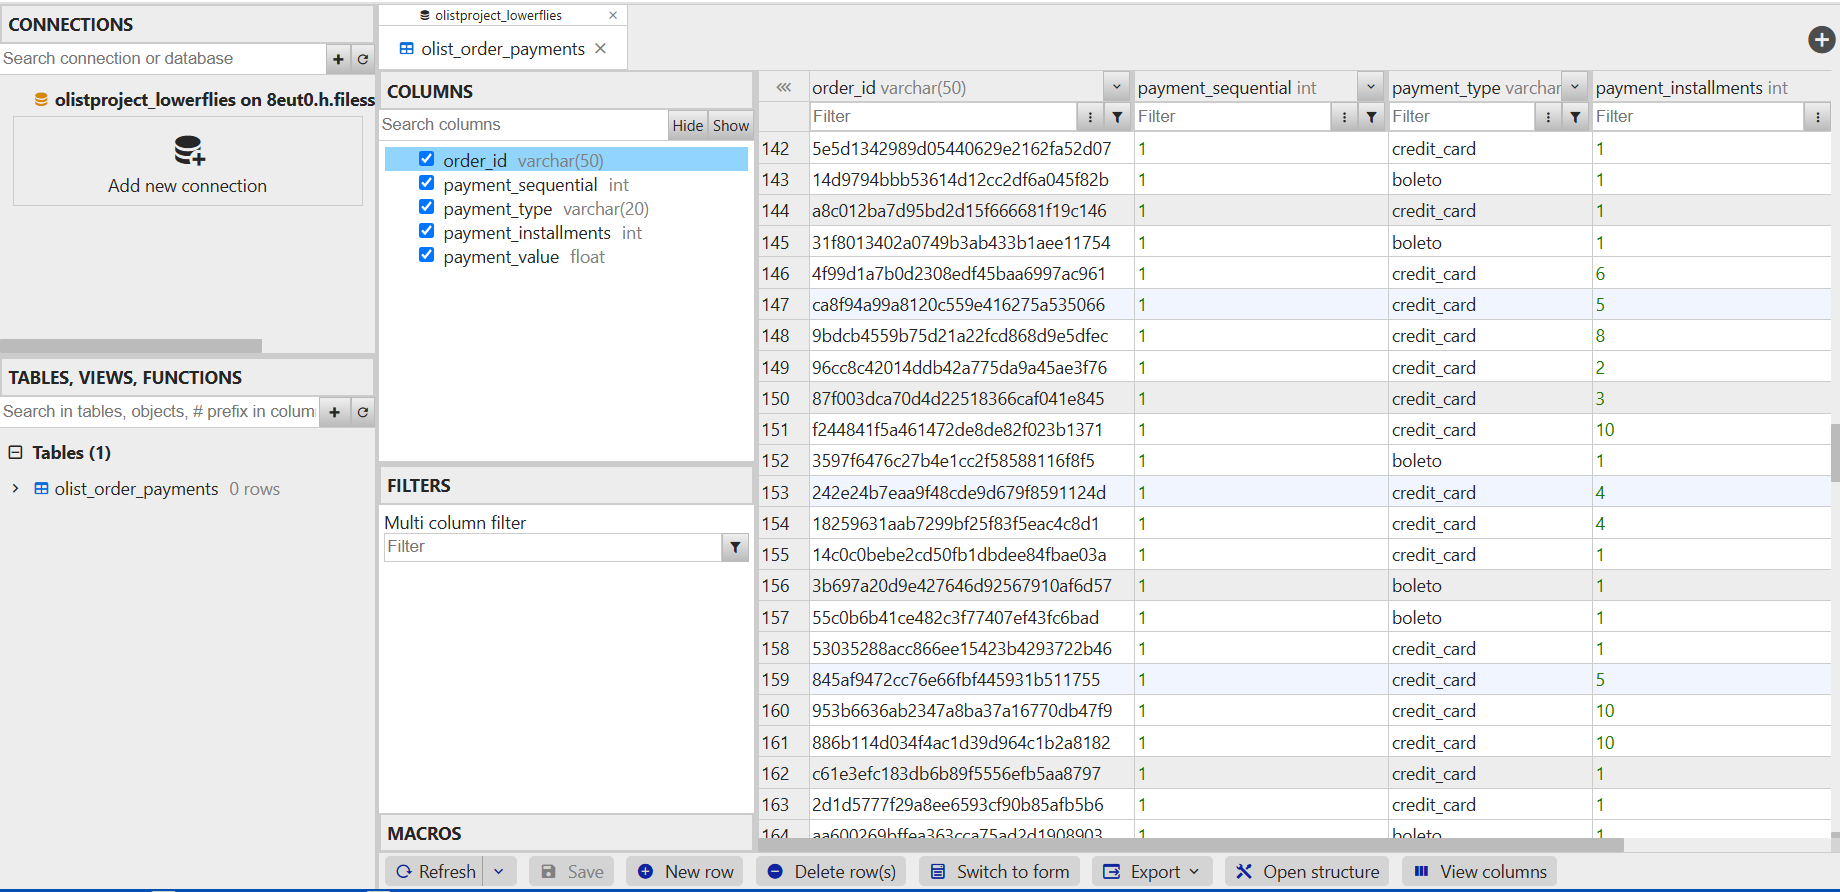 CONNECTIONS
Search connection or database
olistproject_lowerflies on 8eut0.h.filess
Add new connection
TABLES, VIEWS, FUNCTIONS
Search in tables, objects, # prefix in colum
Tables (1)
olist_order_payments 0 rows
olistproject_lowerflies
olist_order_payments
COLUMNS
Search columns
Hide Show
order_id varchar(50)
payment_sequential int
payment_type varchar(20)
payment_installments int
payment_value float
FILTERS
Multi column filter
Filter
MACROS
order_id varchar(50) payment_sequential int payment_type varchar payment_installments int
Filter Filter Filter Filter
142 5e5d1342989d05440629e2162fa52d07 1 credit_card 1
143 14d9794bbb53614d12cc2df6a045f82b 1 boleto 1
144 a8c012ba7d95bd2d15f666681f19c146 1 credit_card 1
145 31f8013402a0749b3ab433b1aee11754 1 boleto 1
146 4f99d1a7b0d2308edf45baa6997ac961 1 credit_card 6
147 ca8f94a99a8120c559e416275a535066 1 credit_card 5
148 9bdcb4559b75d21a22fcd868d9e5dfec 1 credit_card 8
149 96cc8c42014ddb42a775da9a45ae3f76 1 credit_card 2
150 87f003dca70d4d22518366caf041e845 1 credit_card 3
151 f244841f5a461472de8de82f023b1371 1 credit_card 10
152 3597f6476c27b4e1cc2f58588116f8f5 1 boleto 1
153 242e24b7eaa9f48cde9d679f8591124d 1 credit_card 4
154 18259631aab7299bf25f83f5eac4c8d1 1 credit_card 4
155 14c0c0bebe2cd50fb1dbdee84fbae03a 1 credit_card 1
156 3b697a20d9e427646d92567910af6d57 1 boleto 1
157 55c0b6b41ce482c3f77407ef43fc6bad 1 boleto 1
158 53035288acc866ee15423b4293722b46 1 credit_card 1
159 845af9472cc76e66fbf445931b511755 1 credit_card 5
160 953b6636ab2347a8ba37a16770db47f9 1 credit_card 10
161 886b114d034f4ac1d39d964c1b2a8182 1 credit_card 10
162 c61e3efc183db6b89f5556efb5aa8797 1 credit_card 1
163 2d1d5777f29a8ee6593cf90b85afb5b6 1 credit_card 1
164 aa600269bffea363cca75ad2d1908903 1 boleto 1
Refresh Save New row Delete row(s) Switch to form Export Open structure View columns